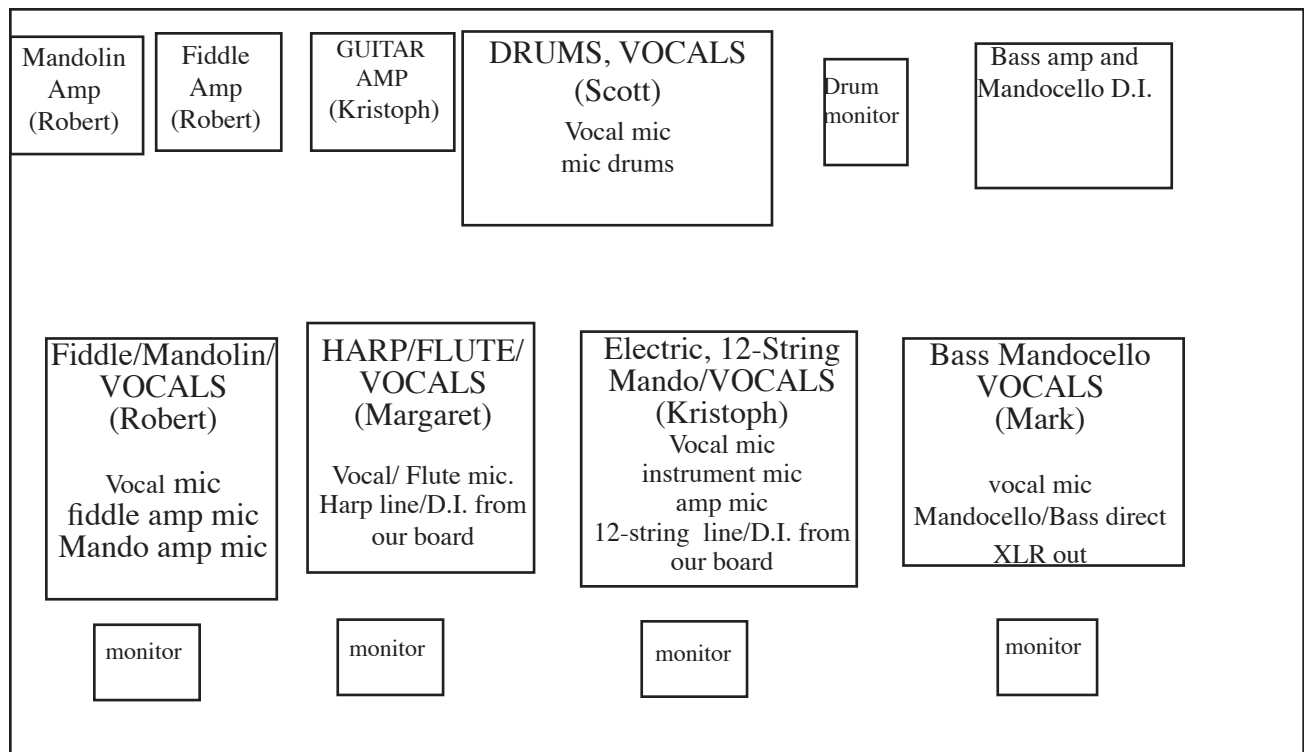 Mandolin
Amp
(Robert)
Fiddle
Amp
(Robert)
GUITAR
AMP
(Kristoph)
DRUMS, VOCALS
(Scott)
Vocal mic
mic drums
Drum
monitor
Bass amp and
Mandocello D.I.
Fiddle/Mandolin/
VOCALS
(Robert)
Vocal mic
fiddle amp mic
Mando amp mic
HARP/FLUTE/
VOCALS
(Margaret)
Vocal/ Flute mic.
Harp line/D.I. from
our board
Electric, 12-String
Mando/VOCALS
(Kristoph)
Vocal mic
instrument mic
amp mic
12-string line/D.I. from
our board
Bass Mandocello
VOCALS
(Mark)
vocal mic
Mandocello/Bass direct
XLR out
monitor
monitor
monitor
monitor